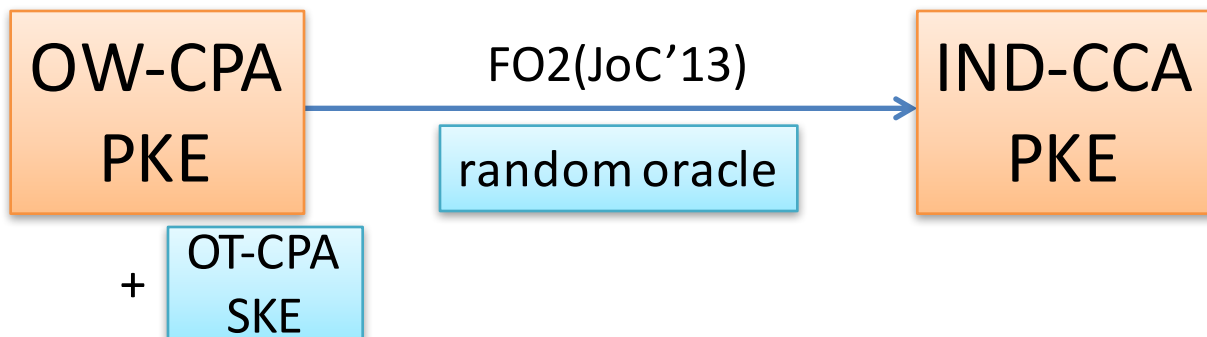 OW-CPA
PKE
FO2(JoC’13)
random oracle
IND-CCA
PKE
+
OT-CPA
SKE